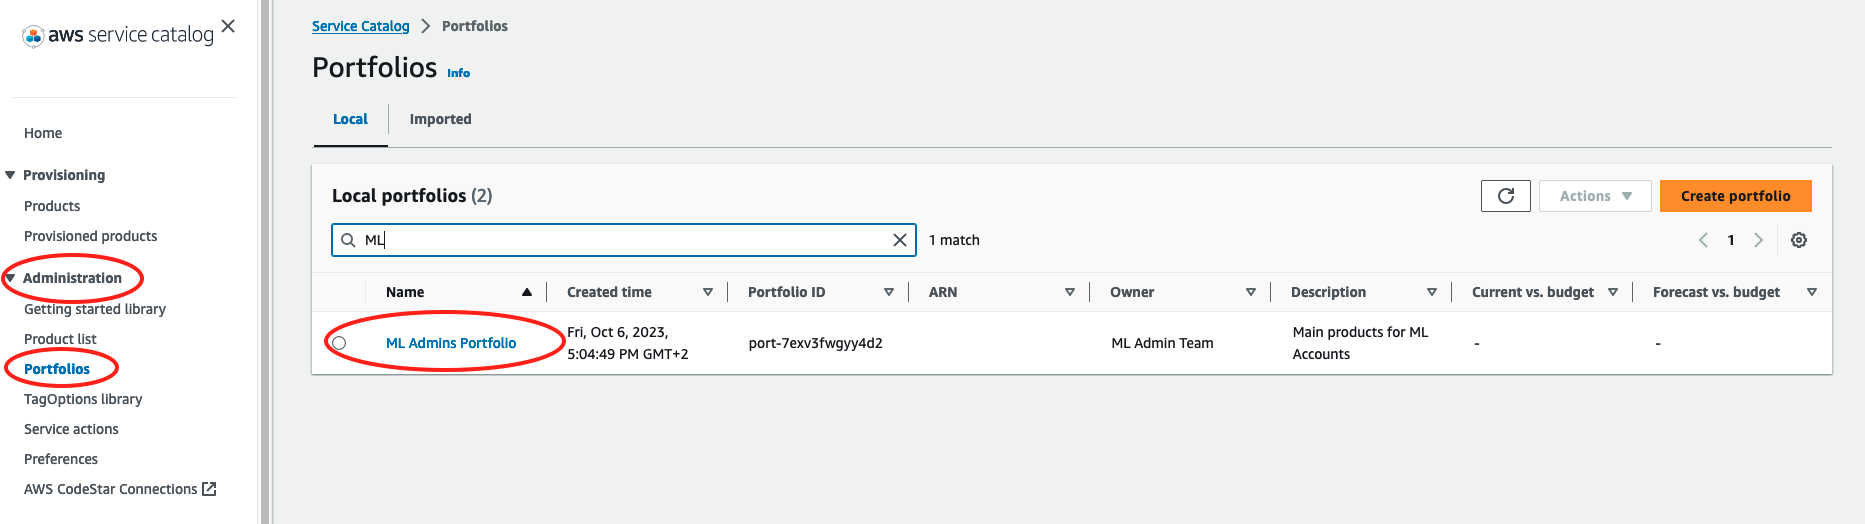 aws service catalog
Home
Provisioning
Products
Provisioned products
Administration
Getting started library
Product list
Portfolios
TagOptions library
Service actions
Preferences
AWS CodeStar Connections
Service Catalog > Portfolios
Portfolios Info
Local Imported
Local portfolios (2)
Actions Create portfolio
ML 1 match
1
Name Created time Portfolio ID ARN Owner Description Current vs. budget Forecast vs. budget
ML Admins Portfolio Fri, Oct 6, 2023, 5:04:49 PM GMT+2 port-7exv3fwgyy4d2 ML Admin Team Main products for ML Accounts - -